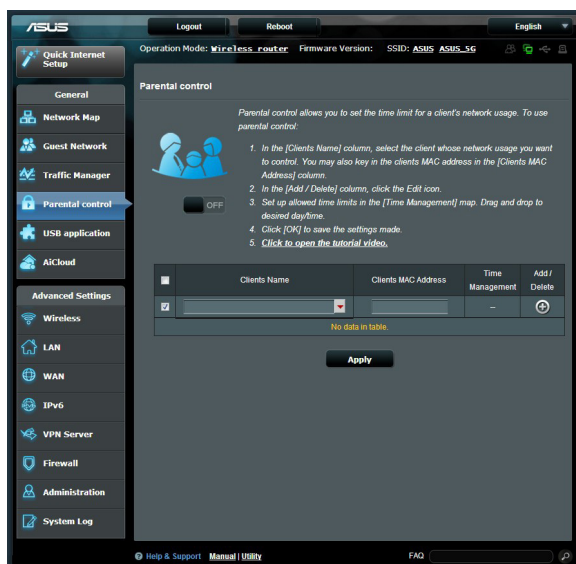 ASUS
Logout
Reboot
English
Quick Internet
Setup
Operation Mode: Wireless router Firmware Version: SSID: ASUS ASUS_5G
General
Network Map
Guest Network
Traffic Manager
Parental control
USB application
AiCloud
Advanced Settings
Wireless
LAN
WAN
IPv6
VPN Server
Firewall
Administration
System Log
Parental control
Parental control allows you to set the time limit for a client's network usage. To use
parental control:
1. In the [Clients Name] column, select the client whose network usage you want
to control. You may also key in the clients MAC address in the [Clients MAC
Address] column.
2. In the [Add / Delete] column, click the Edit icon.
3. Set up allowed time limits in the [Time Management] map. Drag and drop to
desired day/time.
4. Click [OK] to save the settings made.
5. Click to open the tutorial video.
OFF
Clients Name
Clients MAC Address
Time
Management
Add /
Delete
--
No data in table.
Apply
Help & Support Manual | Utility
FAQ